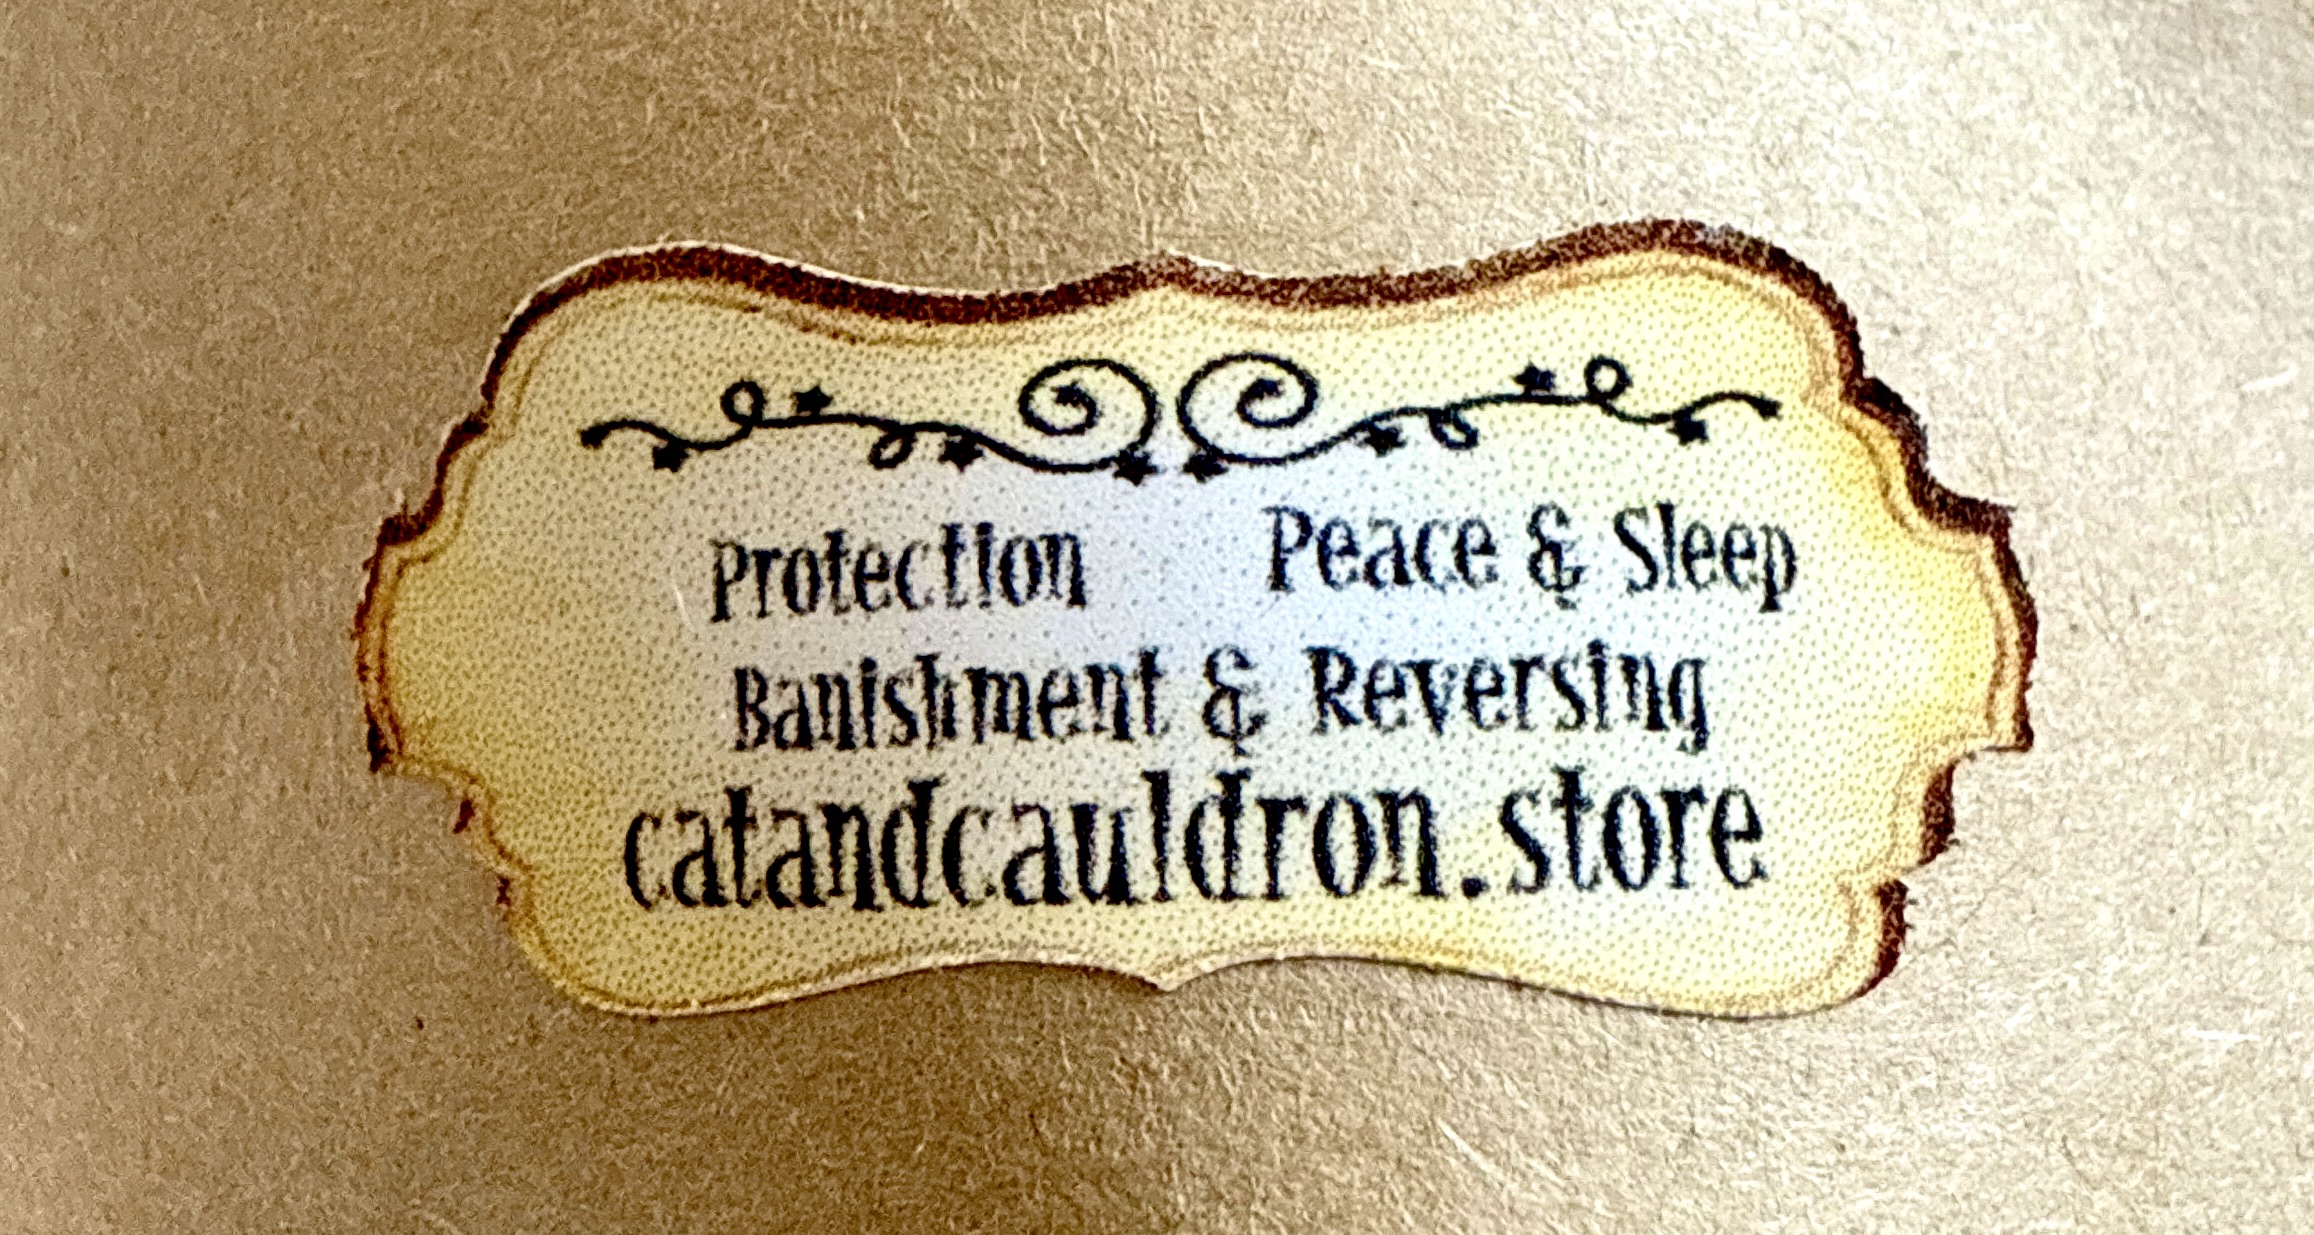 Protection Peace & Sleep
Banishment & Reversing
catandcauldron.store